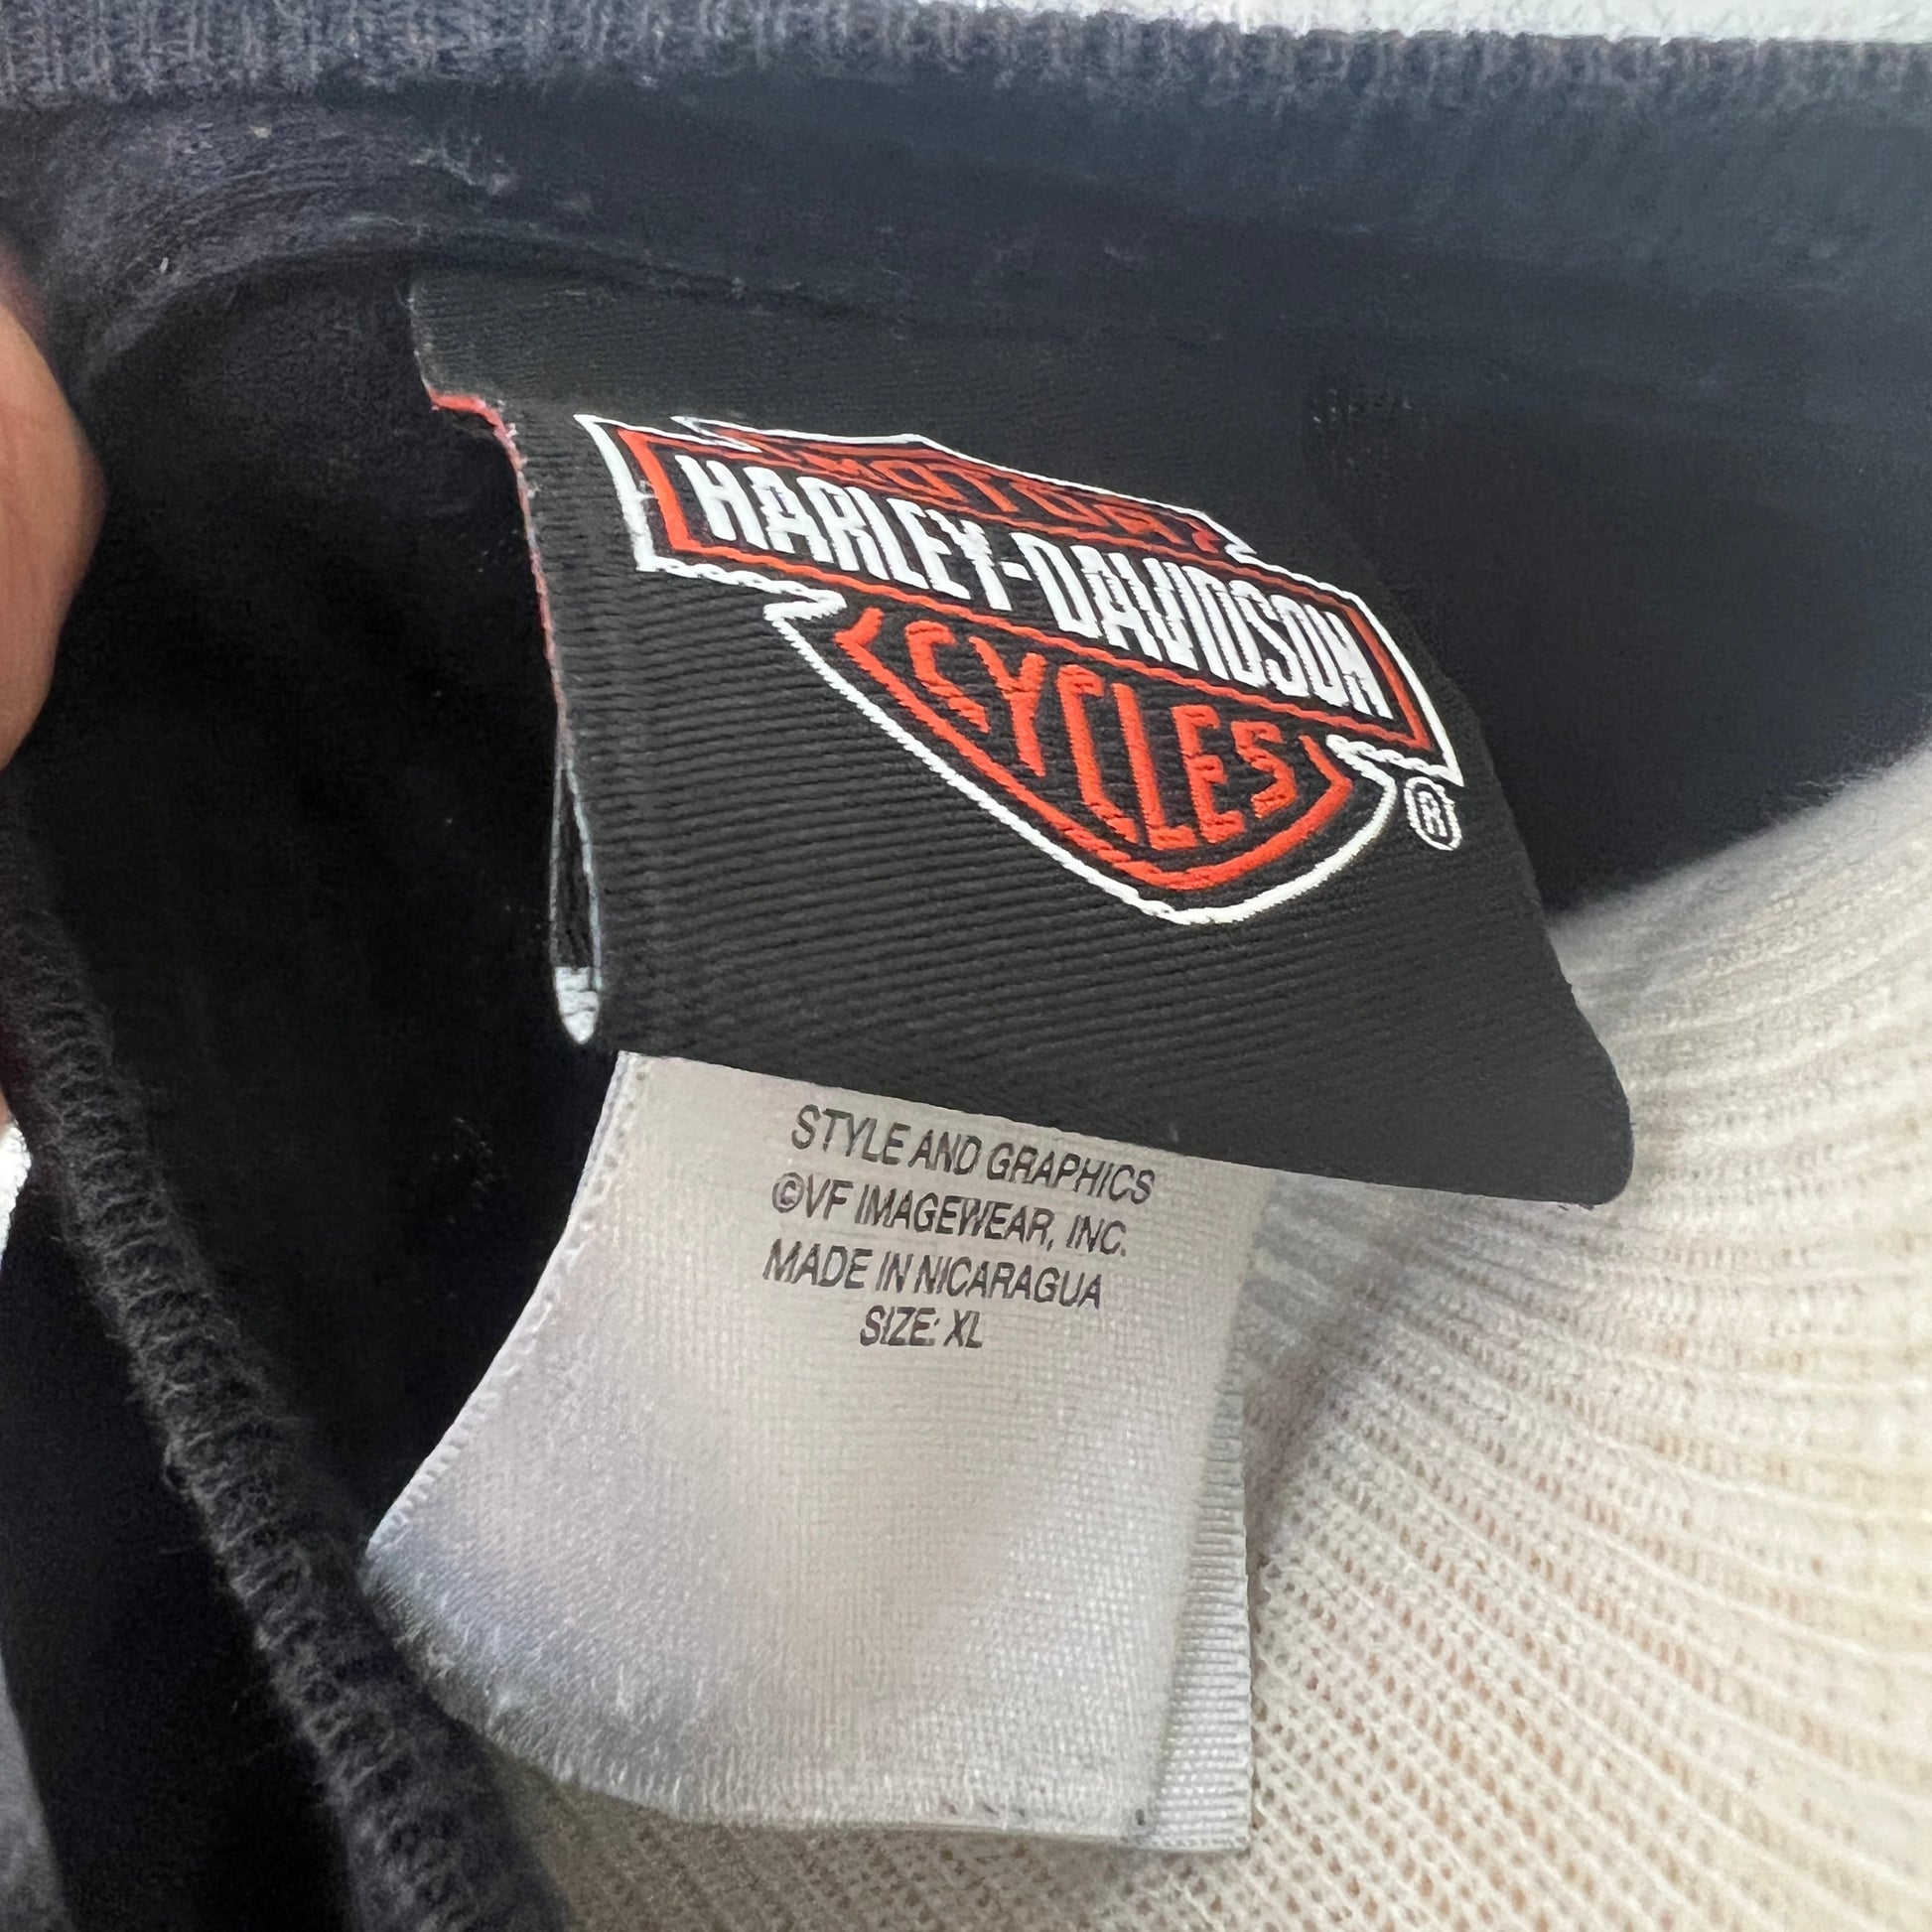 MOTOR
HARLEY-DAVIDSON
CYCLES
®
STYLE AND GRAPHICS
©VF IMAGEWEAR, INC.
MADE IN NICARAGUA
SIZE: XL